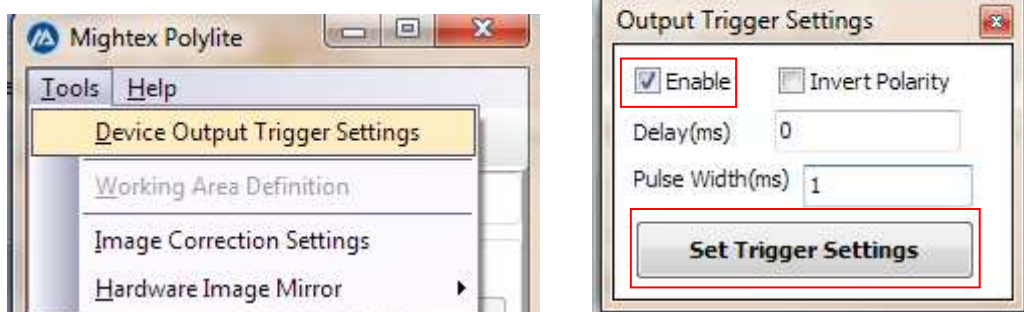 Mightex Polylite
Tools Help
Device Output Trigger Settings
Working Area Definition
Image Correction Settings
Hardware Image Mirror
Output Trigger Settings
Enable Invert Polarity
Delay(ms) 0
Pulse Width(ms) 1
Set Trigger Settings